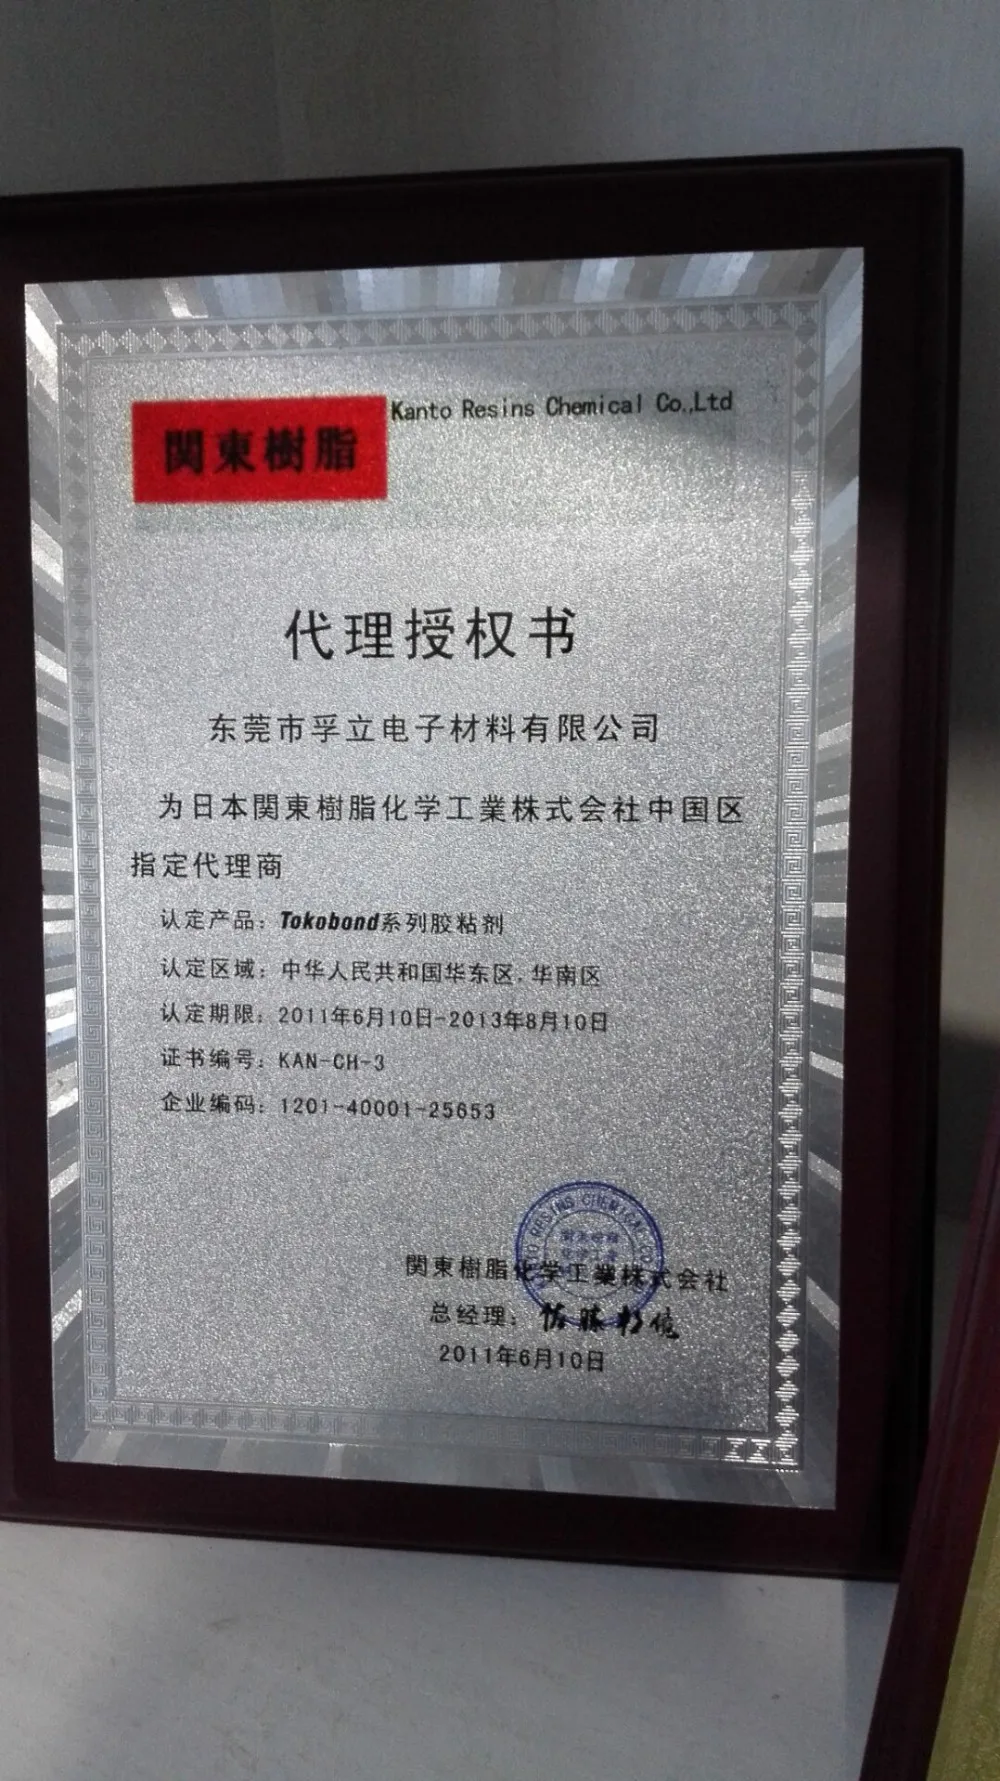 Kanto Resins Chemical Co.,Ltd
関東樹脂
代理授权书
东莞市孚立电子材料有限公司
为日本関東樹脂化学工業株式会社中国区
指定代理商
认定产品：Tokobond系列胶粘剂
认定区域：中华人民共和国华东区，华南区
认定期限：2011年6月10日-2013年8月10日
证书编号：KAN-CH-3
企业编码：1201-40001-25653
RESINS CHEMICAL CO
関東樹脂化学工業株式会社
总经理：
2011年6月10日